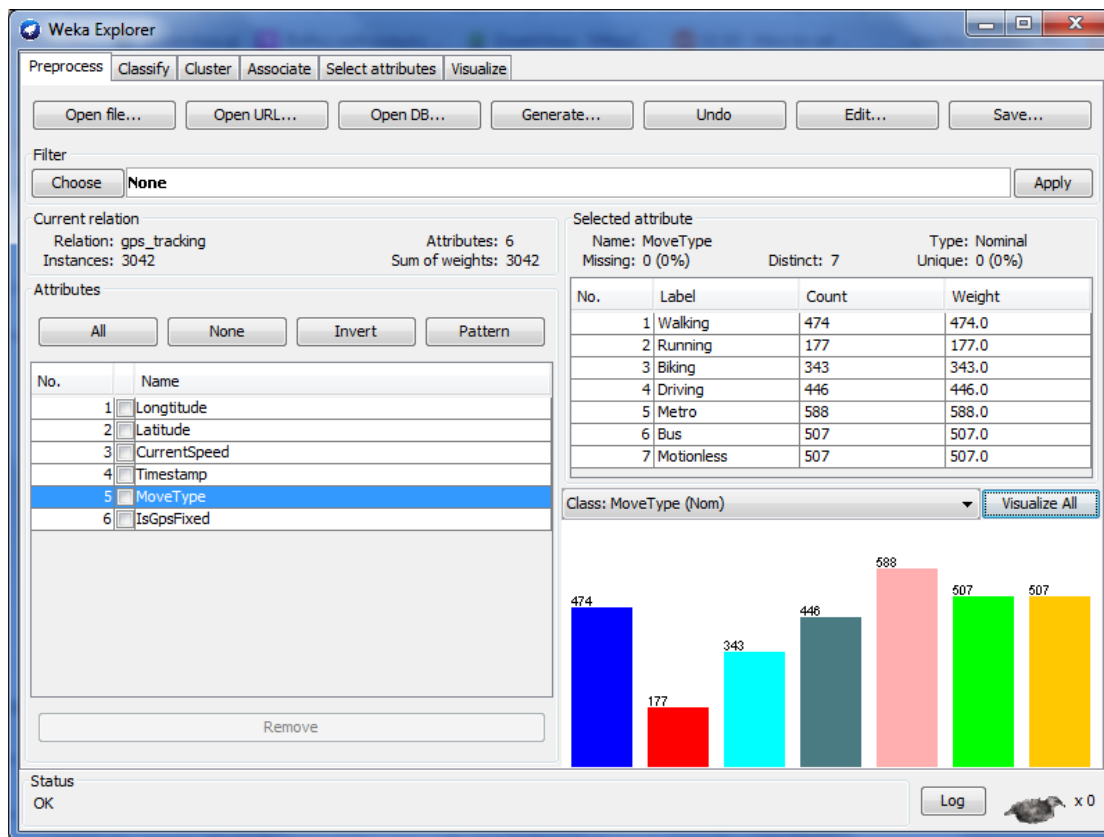 Weka Explorer
Preprocess Classify Cluster Associate Select attributes Visualize
Open file... Open URL... Open DB... Generate... Undo Edit... Save...
Filter
Choose None Apply
Current relation
Relation: gps_tracking Attributes: 6
Instances: 3042 Sum of weights: 3042
Attributes
All None Invert Pattern
No. Name
1 Longtitude
2 Latitude
3 CurrentSpeed
4 Timestamp
5 MoveType
6 IsGpsFixed
Remove
Selected attribute
Name: MoveType Type: Nominal
Missing: 0 (0%) Distinct: 7 Unique: 0 (0%)
No. Label Count Weight
1 Walking 474 474.0
2 Running 177 177.0
3 Biking 343 343.0
4 Driving 446 446.0
5 Metro 588 588.0
6 Bus 507 507.0
7 Motionless 507 507.0
Class: MoveType (Nom) Visualize All
474 177 343 446 588 507 507
Status
OK Log x 0